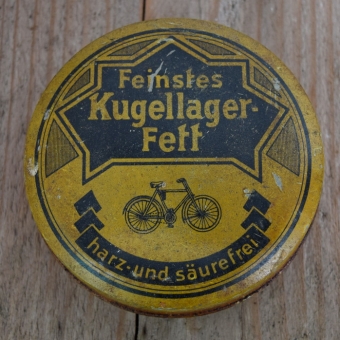 Feinstes
Kugellager-
Fett
harz- und säurefrei